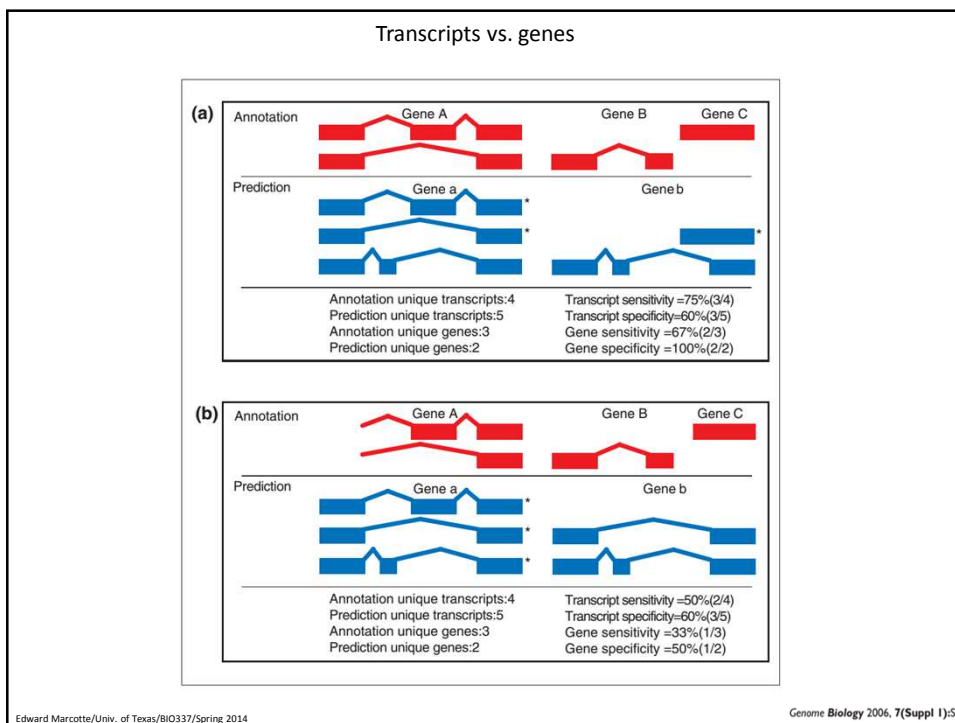 Transcripts vs. genes
(a)
Annotation
Gene A
Gene B
Gene C
Prediction
Gene a
Gene b
*
*
*
Annotation unique transcripts:4
Prediction unique transcripts:5
Annotation unique genes:3
Prediction unique genes:2
Transcript sensitivity =75%(3/4)
Transcript specificity=60%(3/5)
Gene sensitivity =67%(2/3)
Gene specificity =100%(2/2)
(b)
Annotation
Gene A
Gene B
Gene C
Prediction
Gene a
Gene b
*
*
*
Annotation unique transcripts:4
Prediction unique transcripts:5
Annotation unique genes:3
Prediction unique genes:2
Transcript sensitivity =50%(2/4)
Transcript specificity=60%(3/5)
Gene sensitivity =33%(1/3)
Gene specificity =50%(1/2)
Edward Marcotte/Univ. of Texas/BIO337/Spring 2014
Genome Biology 2006, 7(Suppl 1):S